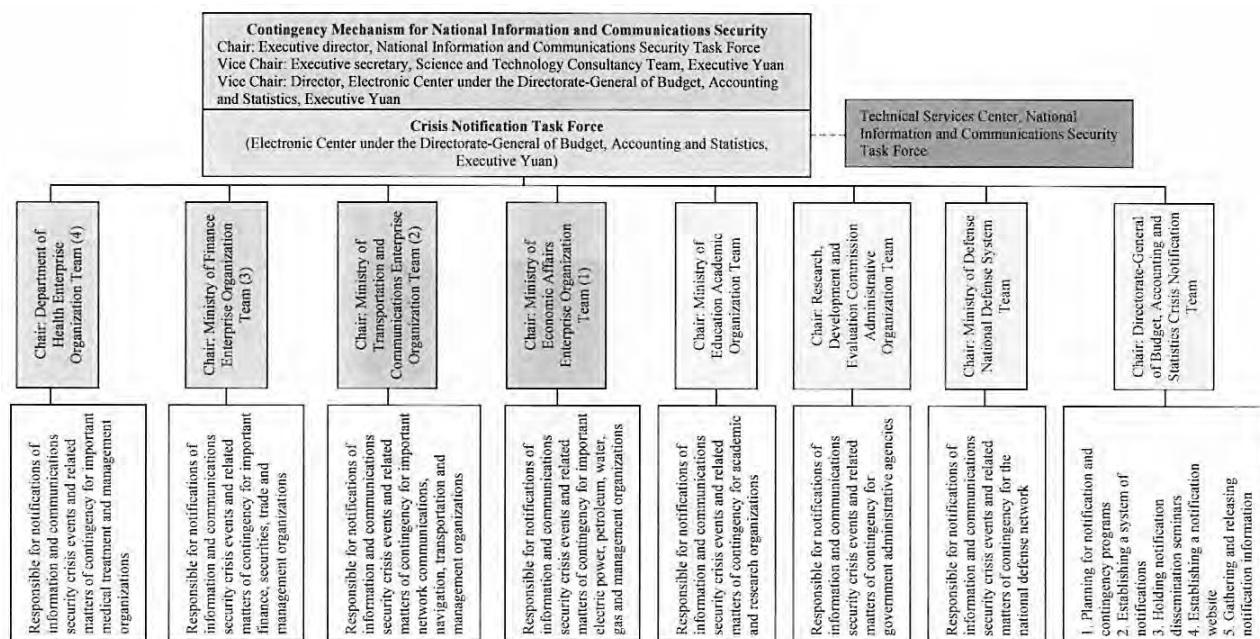 Contingency Mechanism for National Information and Communications Security
Chair: Executive director, National Information and Communications Security Task Force
Vice Chair: Executive secretary, Science and Technology Consultancy Team, Executive Yuan
Vice Chair: Director, Electronic Center under the Directorate-General of Budget, Accounting
and Statistics, Executive Yuan
Crisis Notification Task Force
(Electronic Center under the Directorate-General of Budget, Accounting and Statistics,
Executive Yuan)
Technical Services Center, National
Information and Communications Security
Task Force
Chair: Department of
Health Enterprise
Organization Team (4)
Chair: Ministry of Finance
Enterprise Organization
Team (3)
Chair: Ministry of
Transportation and
Communications Enterprise
Organization Team (2)
Chair: Ministry of
Economic Affairs
Enterprise Organization
Team (1)
Chair: Ministry of
Education Academic
Organization Team
Chair: Research,
Development and
Evaluation Commission
Administrative
Organization Team
Chair: Ministry of Defense
National Defense System
Team
Chair: Directorate-General
of Budget, Accounting and
Statistics Crisis Notification
Team
Responsible for notifications of
information and communications
security crisis events and related
matters of contingency for important
medical treatment and management
organizations
Responsible for notifications of
information and communications
security crisis events and related
matters of contingency for important
finance, securities, trade and
management organizations
Responsible for notifications of
information and communications
security crisis events and related
matters of contingency for important
network communications,
navigation, transportation and
management organizations
Responsible for notifications of
information and communications
security crisis events and related
matters of contingency for important
electric power, petroleum, water,
gas and management organizations
Responsible for notifications of
information and communications
security crisis events and related
matters of contingency for academic
and research organizations
Responsible for notifications of
information and communications
security crisis events and related
matters of contingency for
government administrative agencies
Responsible for notifications of
information and communications
security crisis events and related
matters of contingency for the
national defense network
1. Planning for notification and
contingency programs
2. Establishing a system of
notifications
3. Holding notification
dissemination seminars
4. Establishing a notification
website
5. Gathering and releasing
notification information